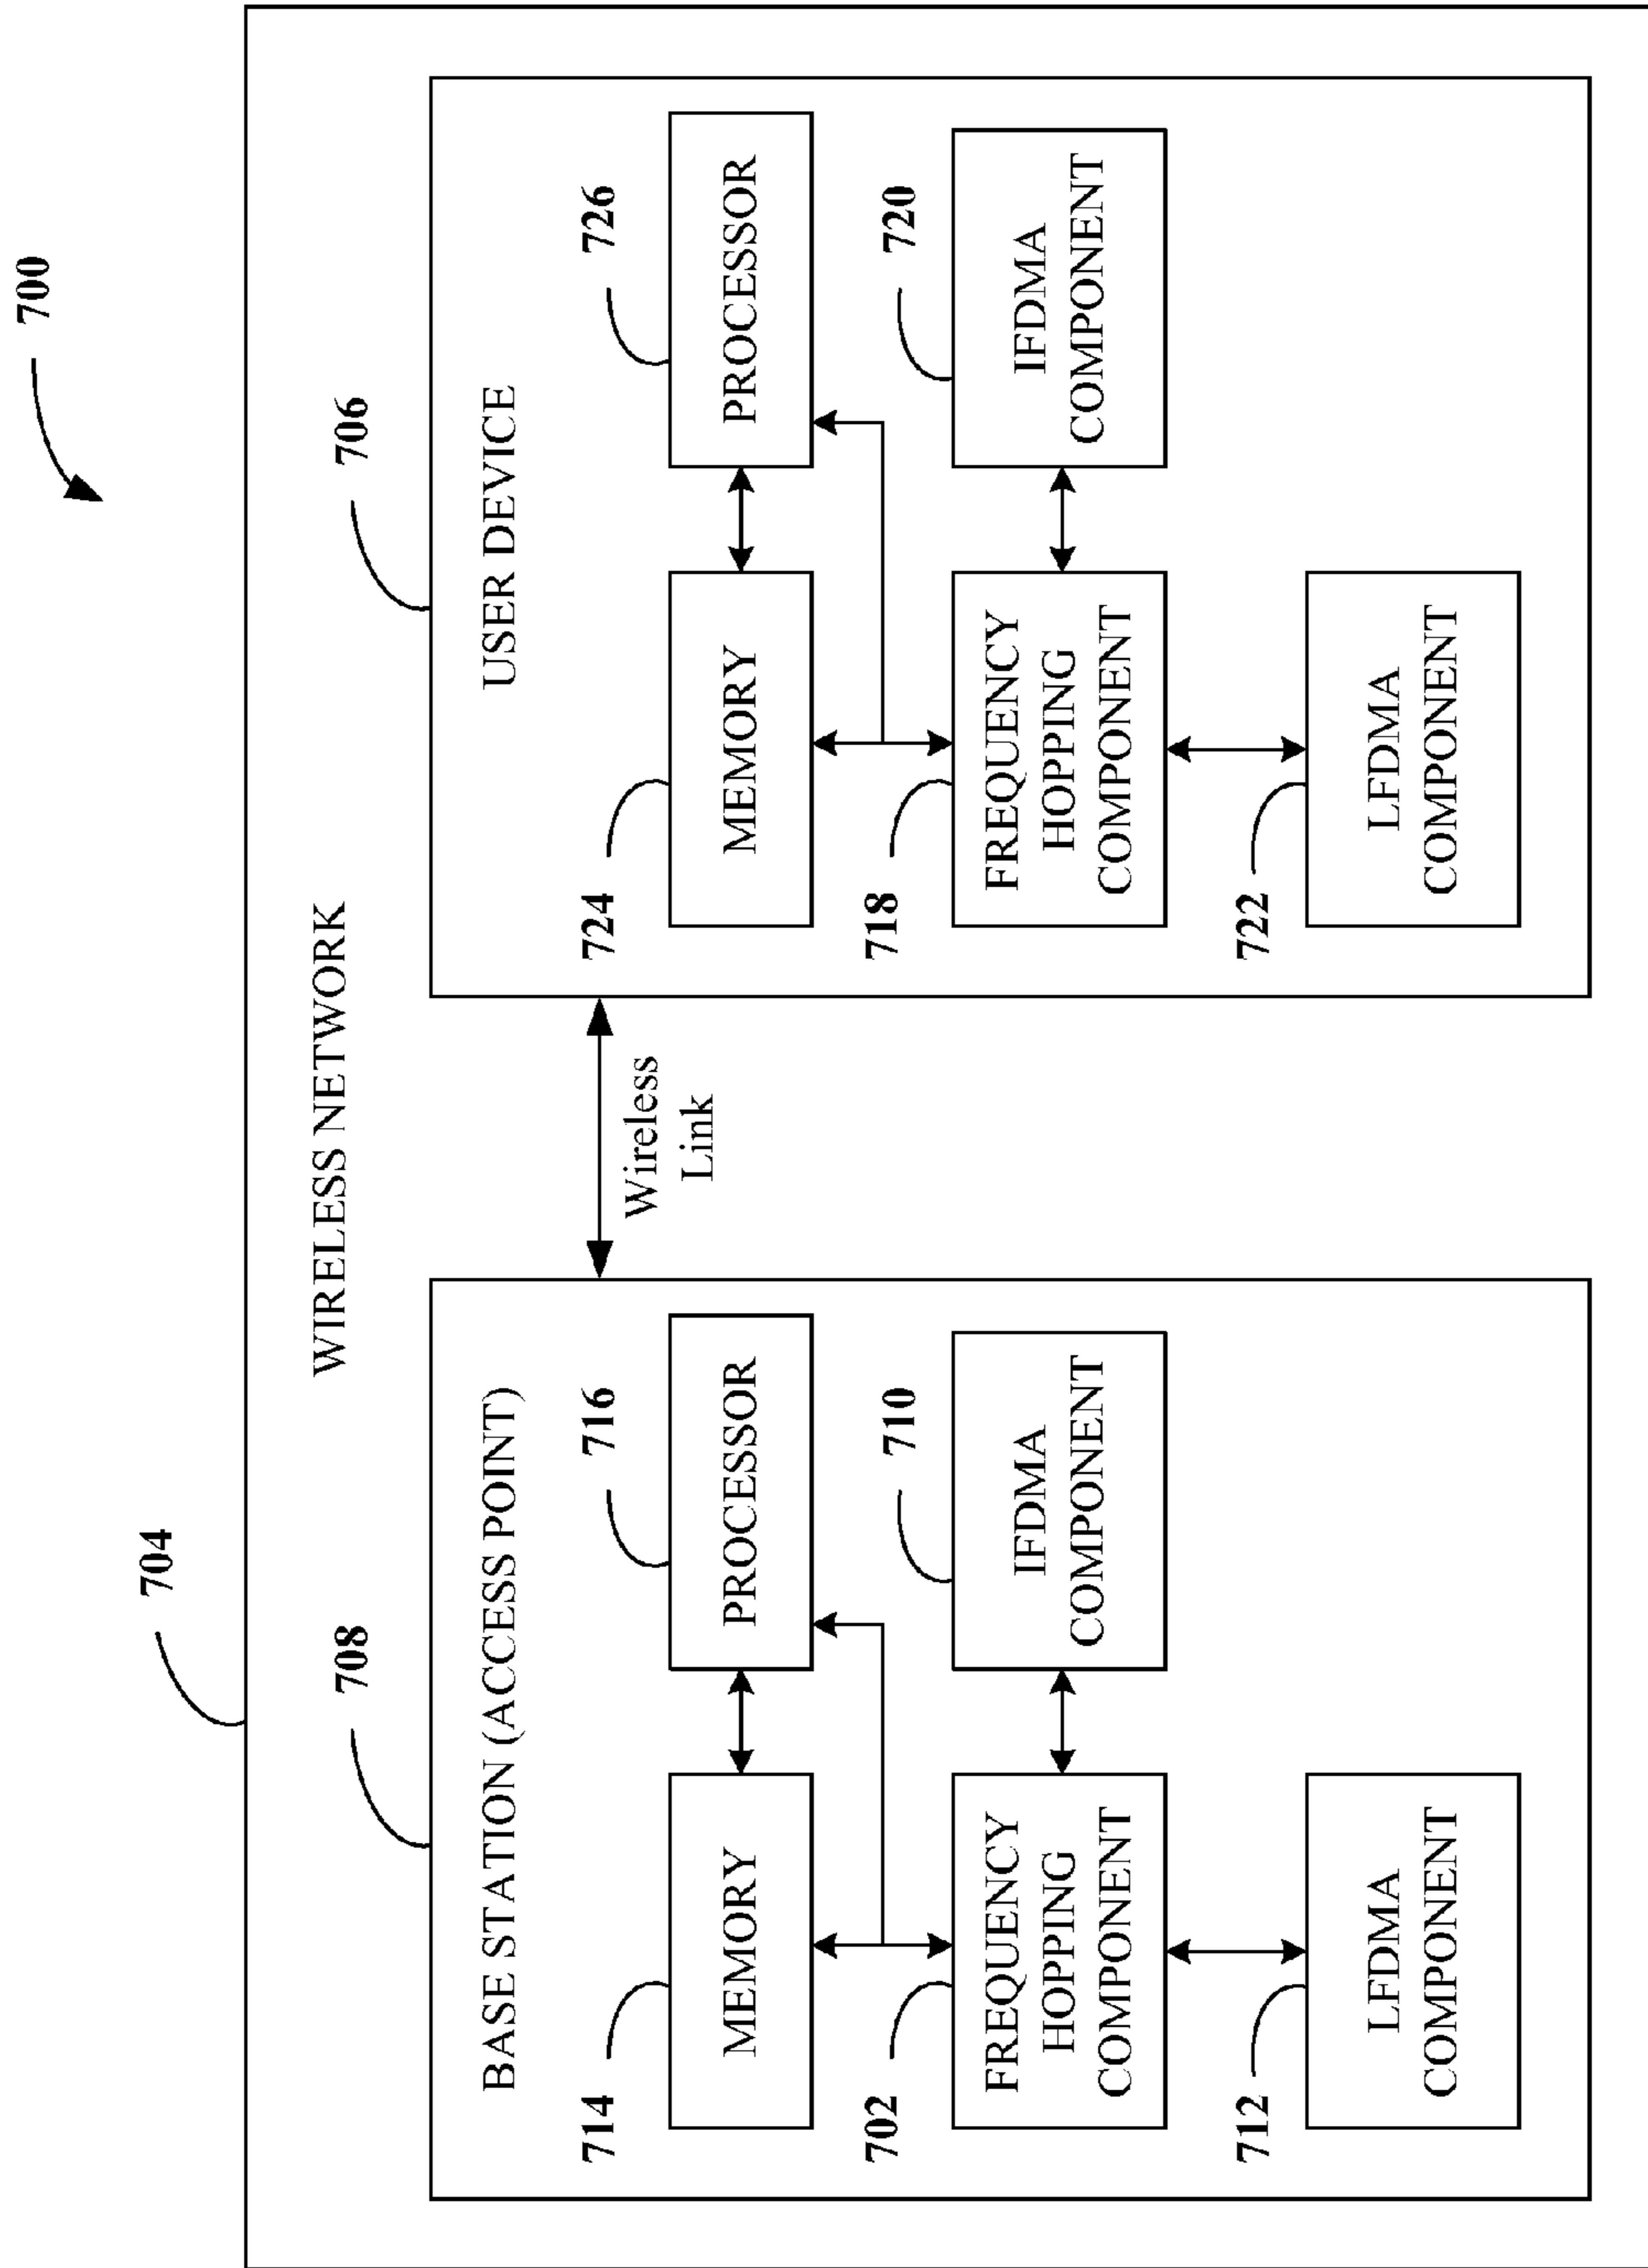 700
704
WIRELESS NETWORK
708
BASE STATION (ACCESS POINT)
714
MEMORY
716
PROCESSOR
702
FREQUENCY
HOPPING
COMPONENT
710
IFDMA
COMPONENT
712
LFDMA
COMPONENT
Wireless
Link
706
USER DEVICE
724
MEMORY
726
PROCESSOR
718
FREQUENCY
HOPPING
COMPONENT
720
IFDMA
COMPONENT
722
LFDMA
COMPONENT